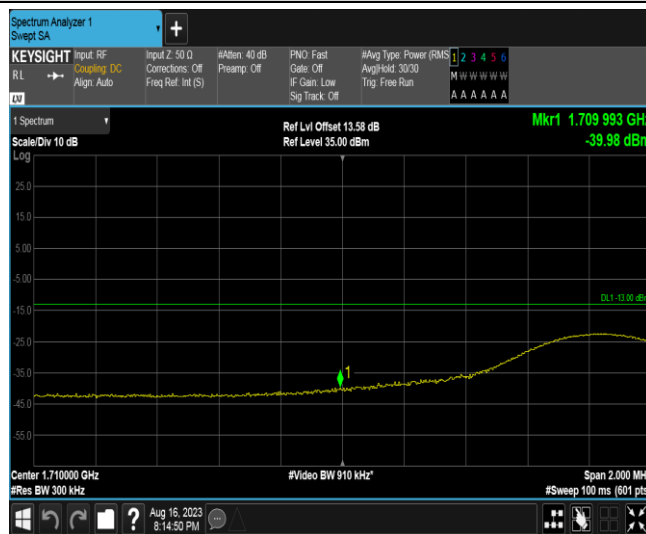 Spectrum Analyzer 1
Swept SA
+
KEYSIGHT Input: RF Input Z: 50 Ω #Atten: 40 dB PNO: Fast #Avg Type: Power (RMS 1 2 3 4 5 6
RL Coupling: DC Corrections: Off Preamp: Off Gate: Off Avg|Hold: 30/30 M W W W W W
Align: Auto Freq Ref: Int (S) IF Gain: Low Trig: Free Run
Sig Track: Off A A A A A A
LXI
1 Spectrum Ref Lvl Offset 13.58 dB Mkr1 1.709 993 GHz
Scale/Div 10 dB Ref Level 35.00 dBm -39.98 dBm
Log
25.0
15.0
5.00
-5.00
DL1 -13.00 dBm
-15.0
-25.0
-35.0
1
-45.0
-55.0
Center 1.710000 GHz #Video BW 910 kHz* Span 2.000 MH
#Res BW 300 kHz #Sweep 100 ms (601 pts
? Aug 16, 2023
8:14:50 PM